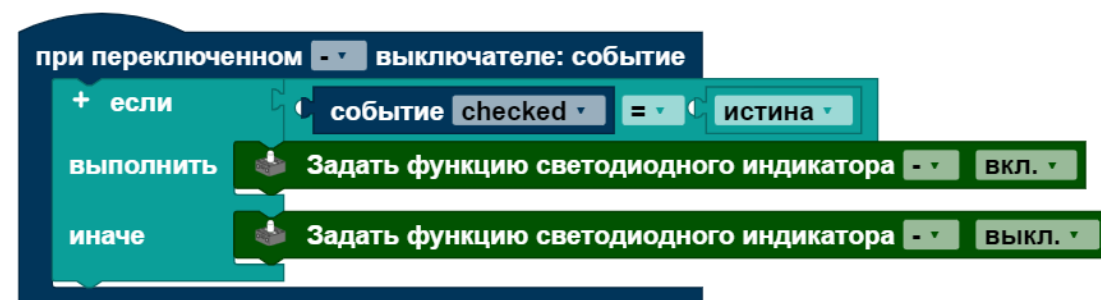 при переключенном - ▾ выключателе: событие
+ если событие checked ▾ = ▾ истина ▾
выполнить Задать функцию светодиодного индикатора - ▾ вкл. ▾
иначе Задать функцию светодиодного индикатора - ▾ выкл. ▾